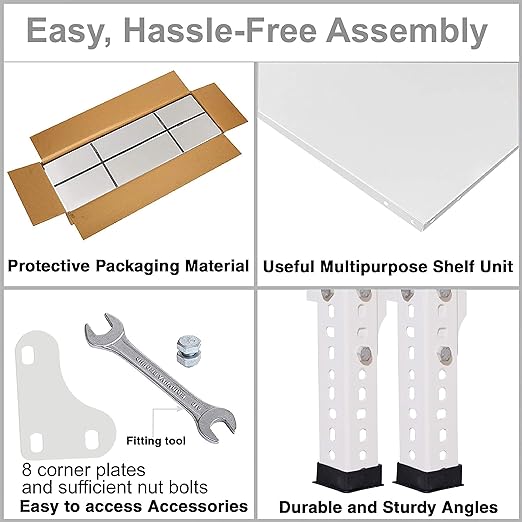 Easy, Hassle-Free Assembly
Protective Packaging Material
Useful Multipurpose Shelf Unit
Fitting tool
8 corner plates
and sufficient nut bolts
Easy to access Accessories
Durable and Sturdy Angles